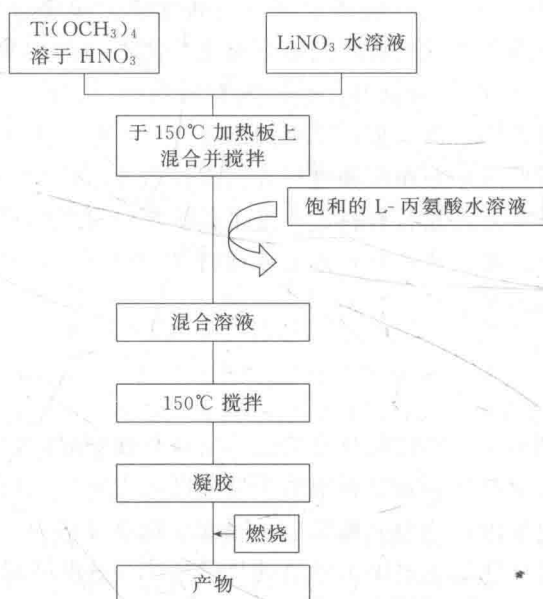 Ti(OCH₃)₄
溶于 HNO₃
LiNO₃ 水溶液
于 150℃ 加热板上
混合并搅拌
饱和的 L-丙氨酸水溶液
混合溶液
150℃ 搅拌
凝胶
燃烧
产物